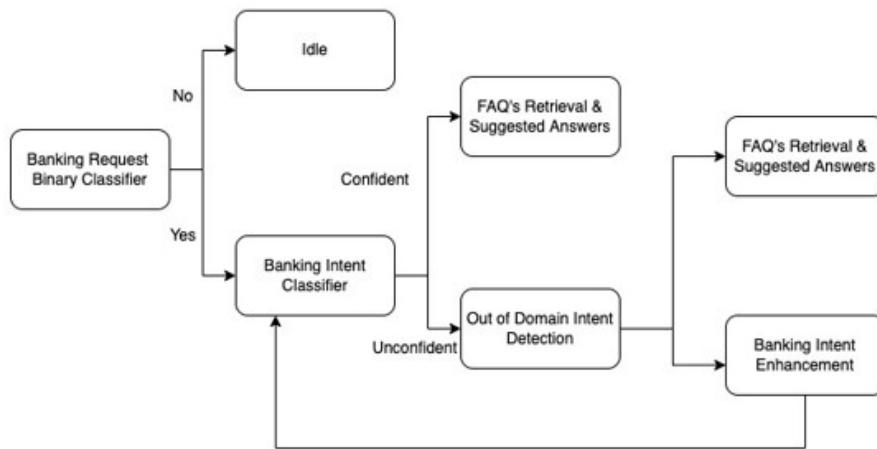 Idle
No
FAQ's Retrieval &
Suggested Answers
Banking Request
Binary Classifier
FAQ's Retrieval &
Suggested Answers
Confident
Yes
Banking Intent
Classifier
Unconfident
Out of Domain Intent
Detection
Banking Intent
Enhancement